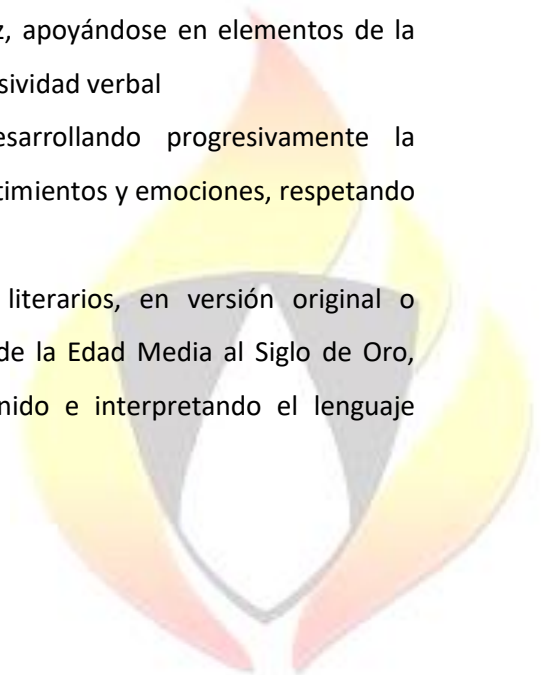 apoyándose en elementos de la
sividad verbal
esarrollando progresivamente la
timientos y emociones, respetando
literarios, en versión original o
de la Edad Media al Siglo de Oro,
nido e interpretando el lenguaje